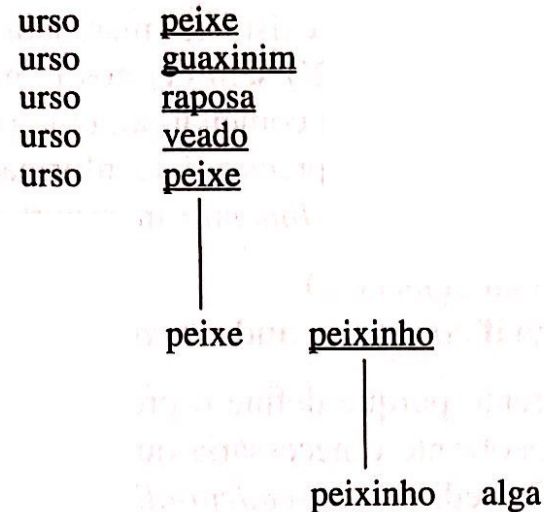 urso peixe
urso guaxinim
urso raposa
urso veado
urso peixe
peixe peixinho
peixinho alga